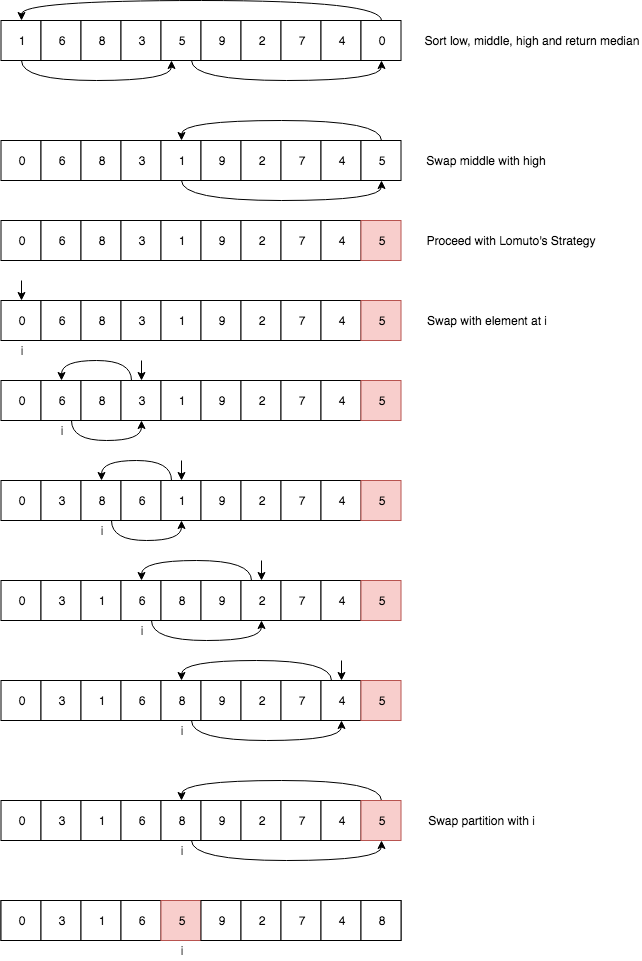 1 6 8 3 5 9 2 7 4 0 Sort low, middle, high and return median
0 6 8 3 1 9 2 7 4 5 Swap middle with high
0 6 8 3 1 9 2 7 4 5 Proceed with Lomuto's Strategy
0 6 8 3 1 9 2 7 4 5 Swap with element at i
i
0 6 8 3 1 9 2 7 4 5
i
0 3 8 6 1 9 2 7 4 5
i
0 3 1 6 8 9 2 7 4 5
i
0 3 1 6 8 9 2 7 4 5
i
0 3 1 6 8 9 2 7 4 5 Swap partition with i
i
0 3 1 6 5 9 2 7 4 8
i